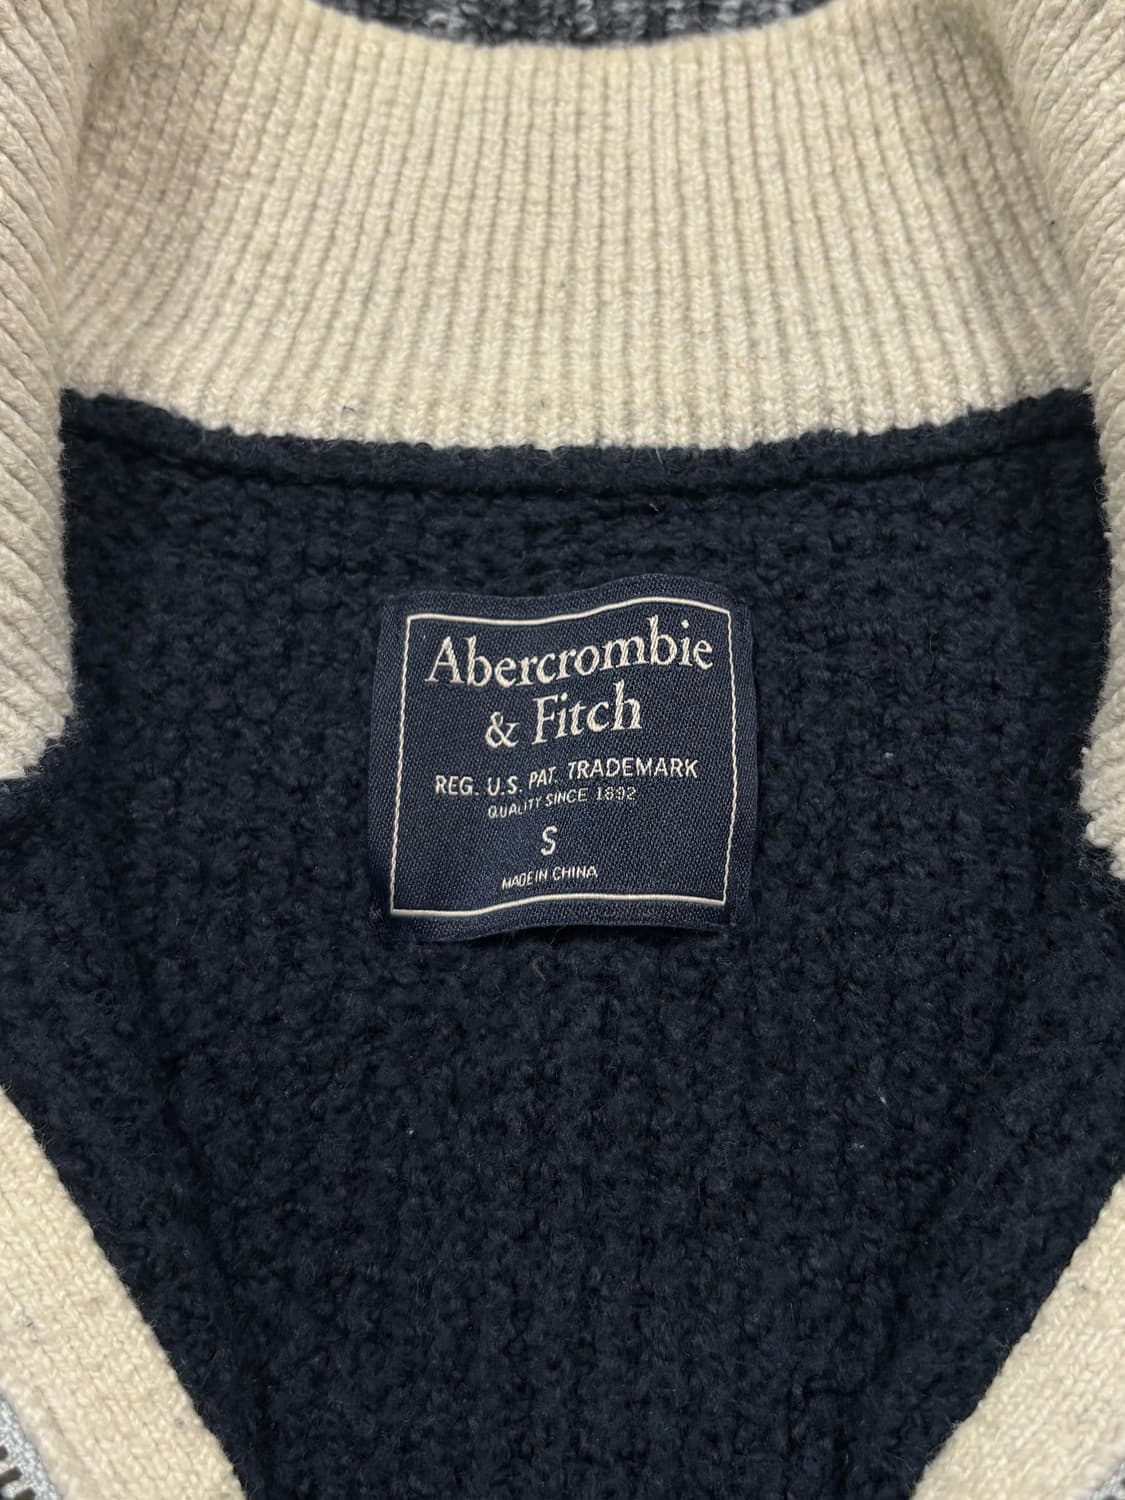 Abercrombie
& Fitch
REG. U.S. PAT. TRADEMARK
QUALITY SINCE 1892
S
MADE IN CHINA